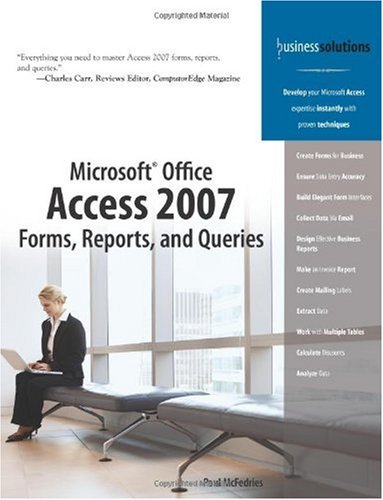 Copyrighted Material
"Everything you need to master Access 2007 forms, reports,
and queries."
—Charles Carr, Reviews Editor, ComputorEdge Magazine
businesssolutions
Develop your Microsoft Access
expertise instantly with
proven techniques
Microsoft® Office
Access 2007
Forms, Reports, and Queries
Create Forms for Business
Ensure Data Entry Accuracy
Build Elegant Form Interfaces
Collect Data Via Email
Design Effective Business
Reports
Make an Invoice Report
Create Mailing Labels
Extract Data
Work with Multiple Tables
Calculate Discounts
Analyze Data
Paul McFedries
Copyrighted Material